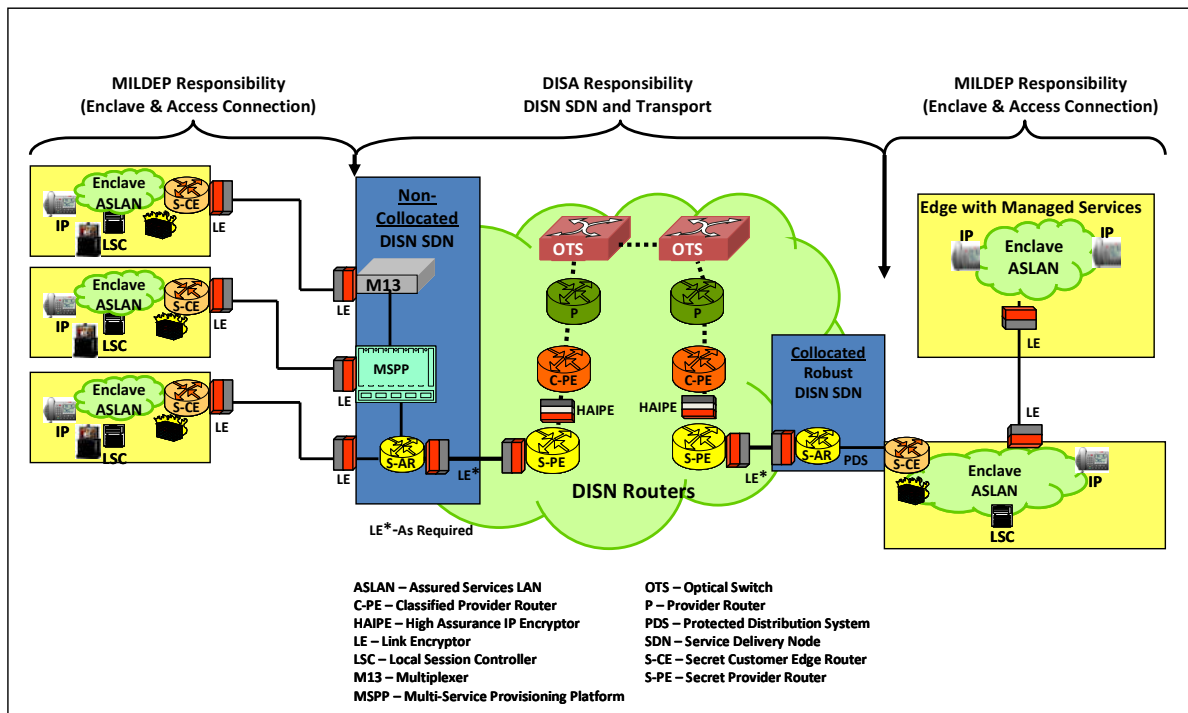 MILDEP Responsibility
(Enclave & Access Connection)
DISA Responsibility
DISN SDN and Transport
MILDEP Responsibility
(Enclave & Access Connection)
Enclave
ASLAN
S-CE
IP
LSC
LE
Enclave
ASLAN
S-CE
IP
LSC
LE
Enclave
ASLAN
S-CE
IP
LSC
LE
Non-
Collocated
DISN SDN
M13
LE
MSPP
LE
S-AR
LE
LE*
S-PE
HAIPE
C-PE
P
OTS
OTS
P
C-PE
HAIPE
S-PE
LE*
DISN Routers
Collocated
Robust
DISN SDN
S-AR
PDS
Edge with Managed Services
IP
IP
Enclave
ASLAN
LE
LE
S-CE
Enclave
ASLAN
IP
LSC
LE*-As Required
ASLAN – Assured Services LAN
C-PE – Classified Provider Router
HAIPE – High Assurance IP Encryptor
LE – Link Encryptor
LSC – Local Session Controller
M13 – Multiplexer
MSPP – Multi-Service Provisioning Platform
OTS – Optical Switch
P – Provider Router
PDS – Protected Distribution System
SDN – Service Delivery Node
S-CE – Secret Customer Edge Router
S-PE – Secret Provider Router